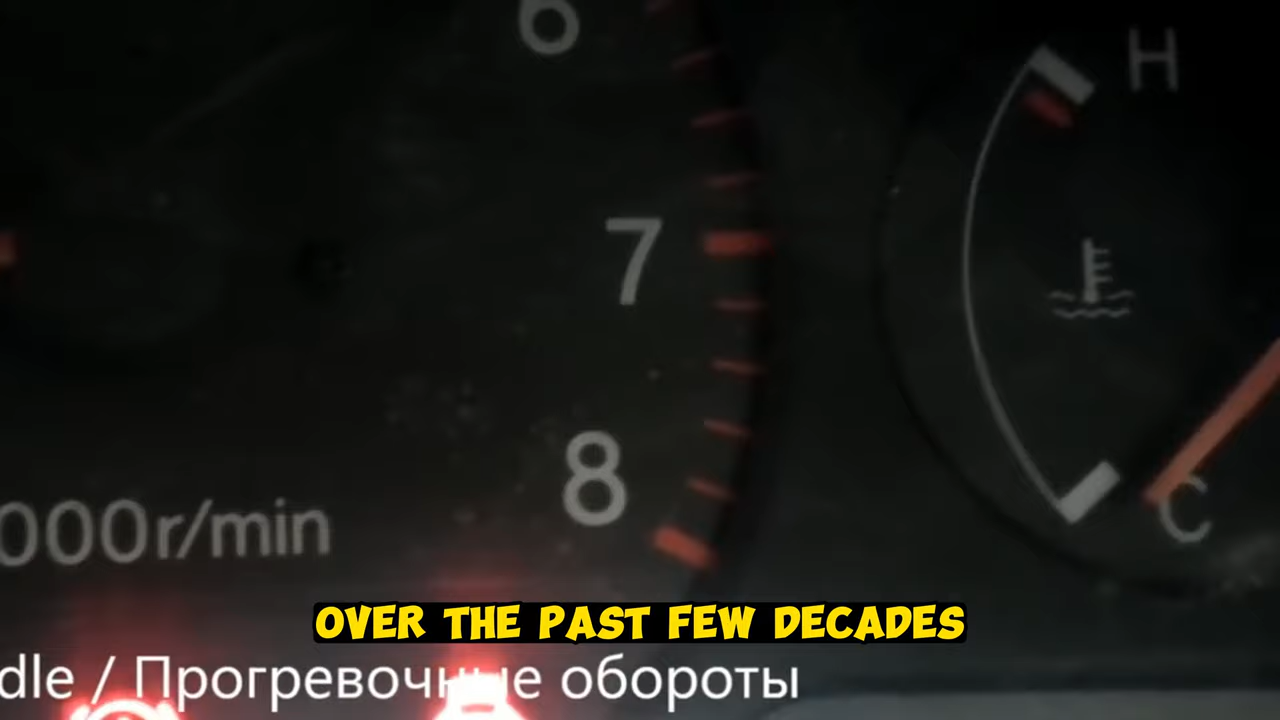 6
7
8
000r/min
H
C
OVER THE PAST FEW DECADES
dle / Прогревочные обороты